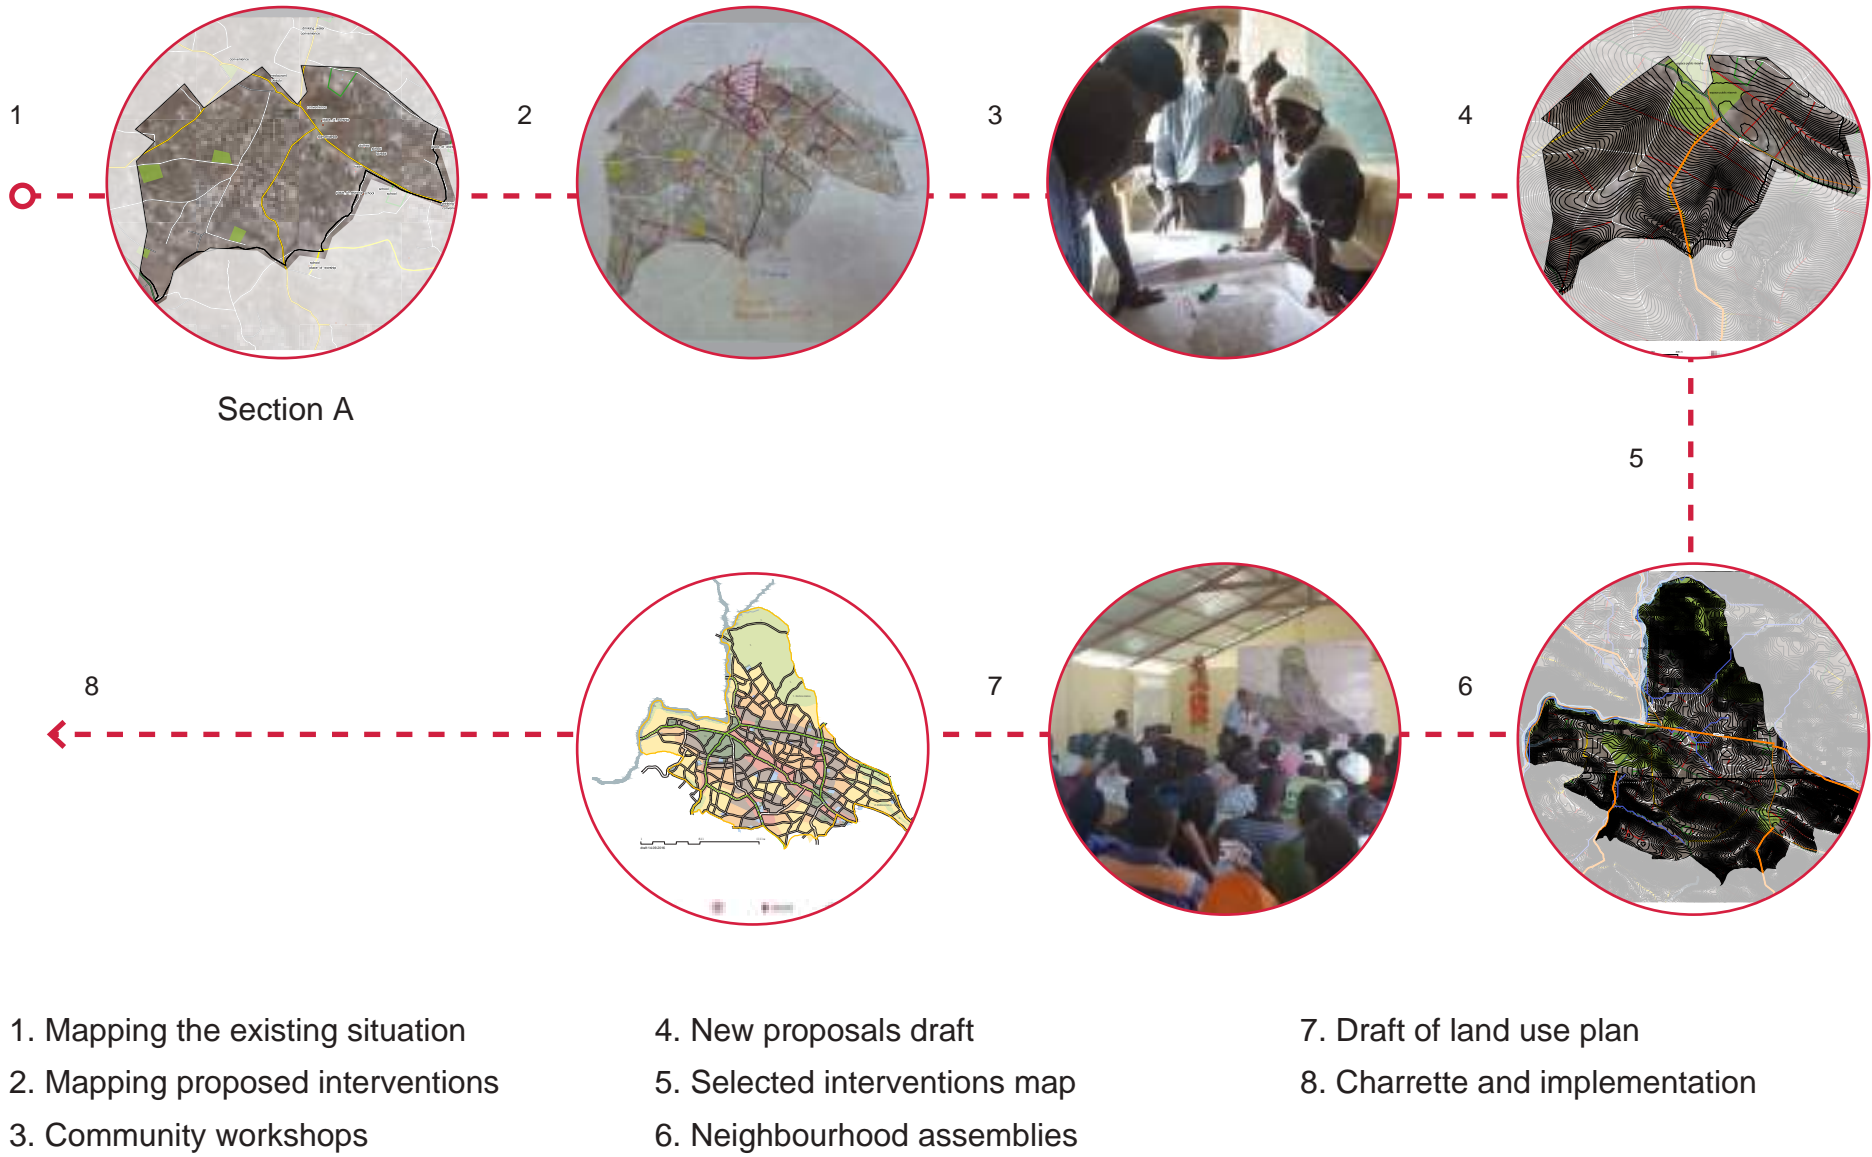 1
2
3
4
Section A
5
8
7
6
1. Mapping the existing situation
2. Mapping proposed interventions
3. Community workshops
4. New proposals draft
5. Selected interventions map
6. Neighbourhood assemblies
7. Draft of land use plan
8. Charrette and implementation